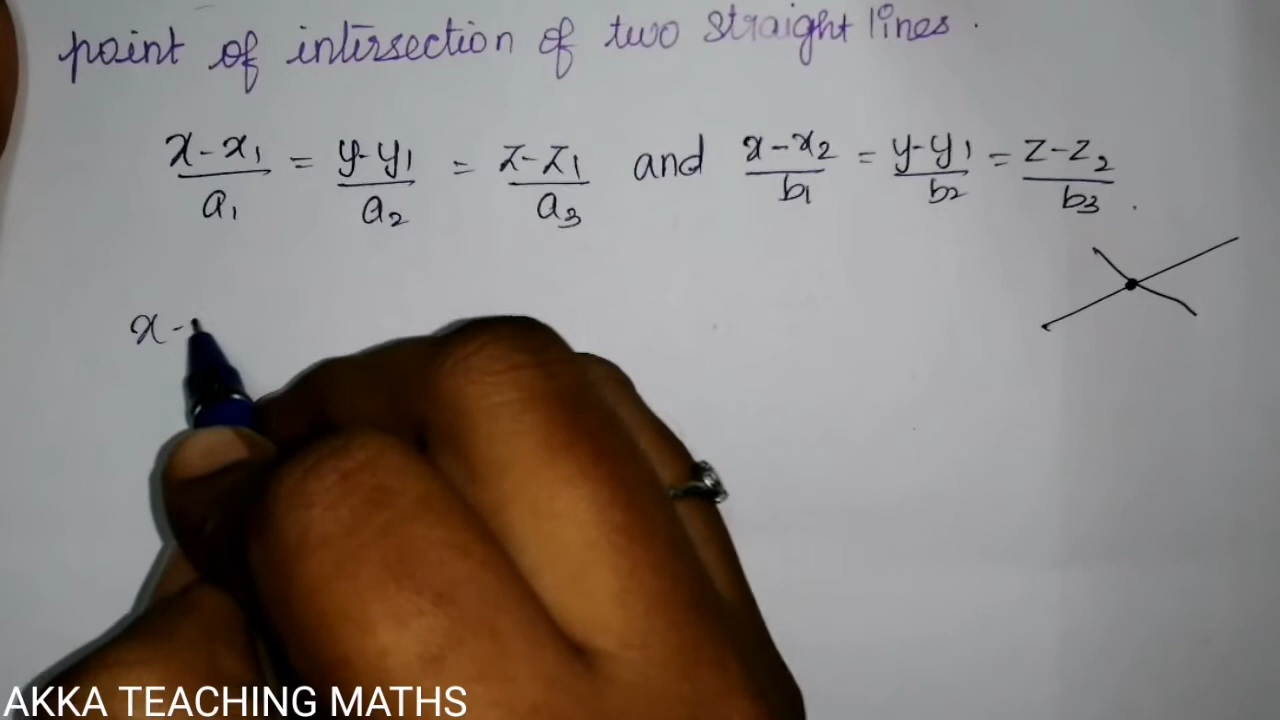 point of intersection of two straight lines.
x-x1/a1 = y-y1/a2 = z-z1/a3 and x-x2/b1 = y-y1/b2 = z-z2/b3.
x-
AKKA TEACHING MATHS